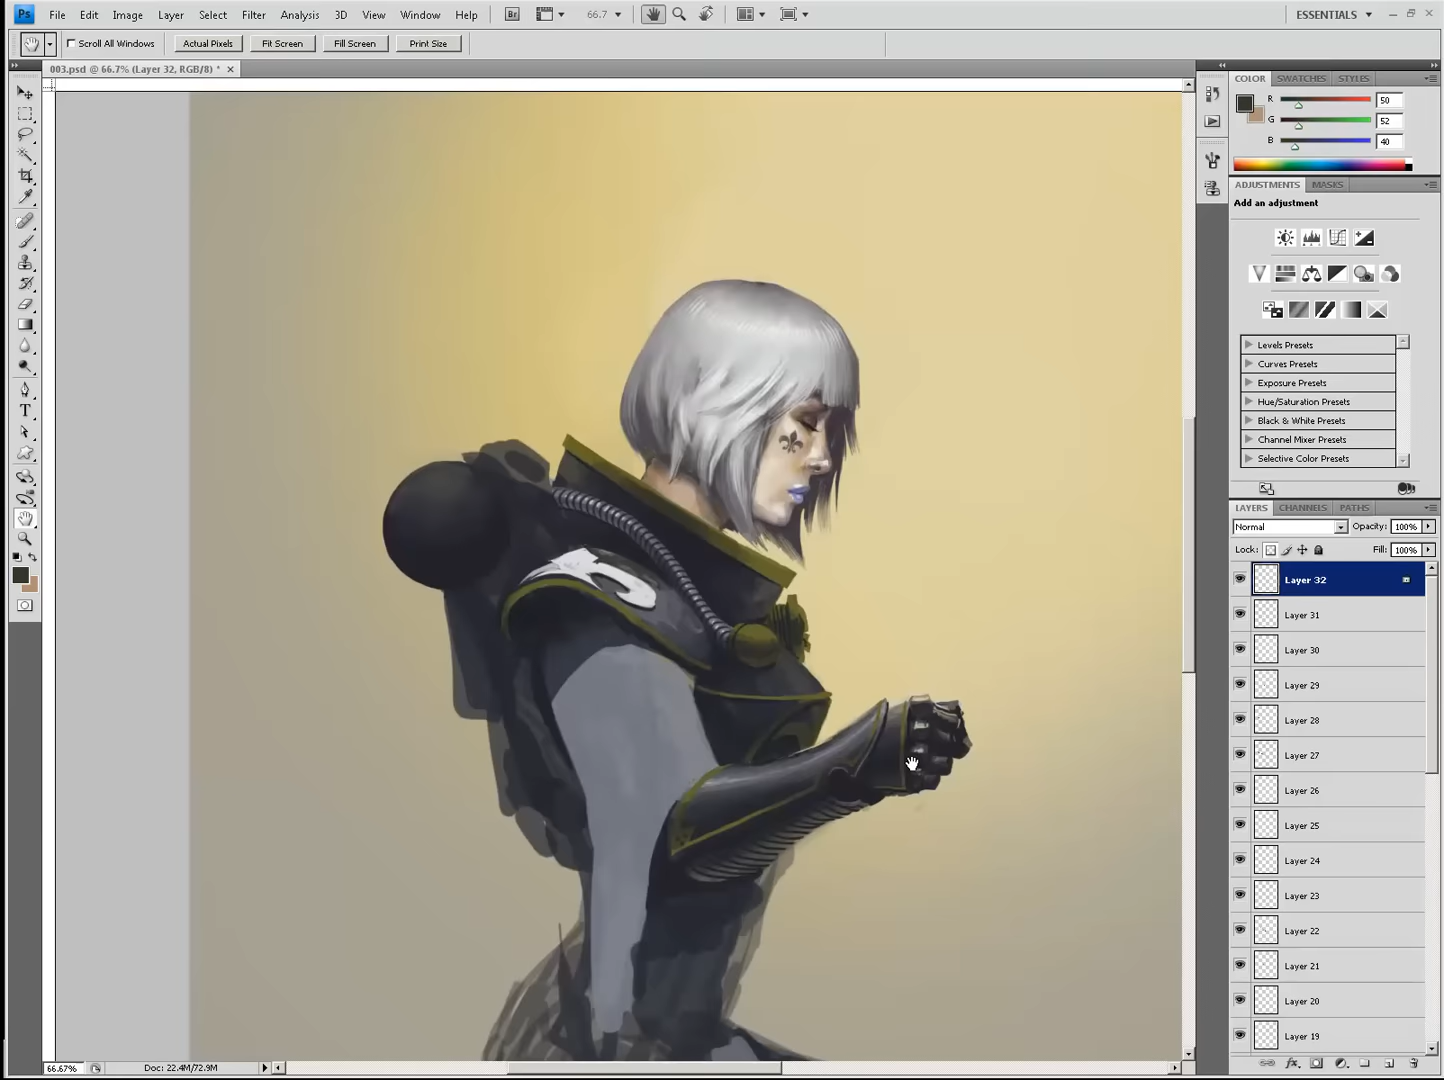 Ps File Edit Image Layer Select Filter Analysis 3D View Window Help Br 66.7 ESSENTIALS
Scroll All Windows Actual Pixels Fit Screen Fill Screen Print Size
003.psd @ 66.7% (Layer 32, RGB/8) *
COLOR SWATCHES STYLES
R 50
G 52
B 40
ADJUSTMENTS MASKS
Add an adjustment
Levels Presets
Curves Presets
Exposure Presets
Hue/Saturation Presets
Black & White Presets
Channel Mixer Presets
Selective Color Presets
LAYERS CHANNELS PATHS
Normal Opacity: 100%
Lock: Fill: 100%
Layer 32
Layer 31
Layer 30
Layer 29
Layer 28
Layer 27
Layer 26
Layer 25
Layer 24
Layer 23
Layer 22
Layer 21
Layer 20
Layer 19
66.67% Doc: 22.4M/72.9M